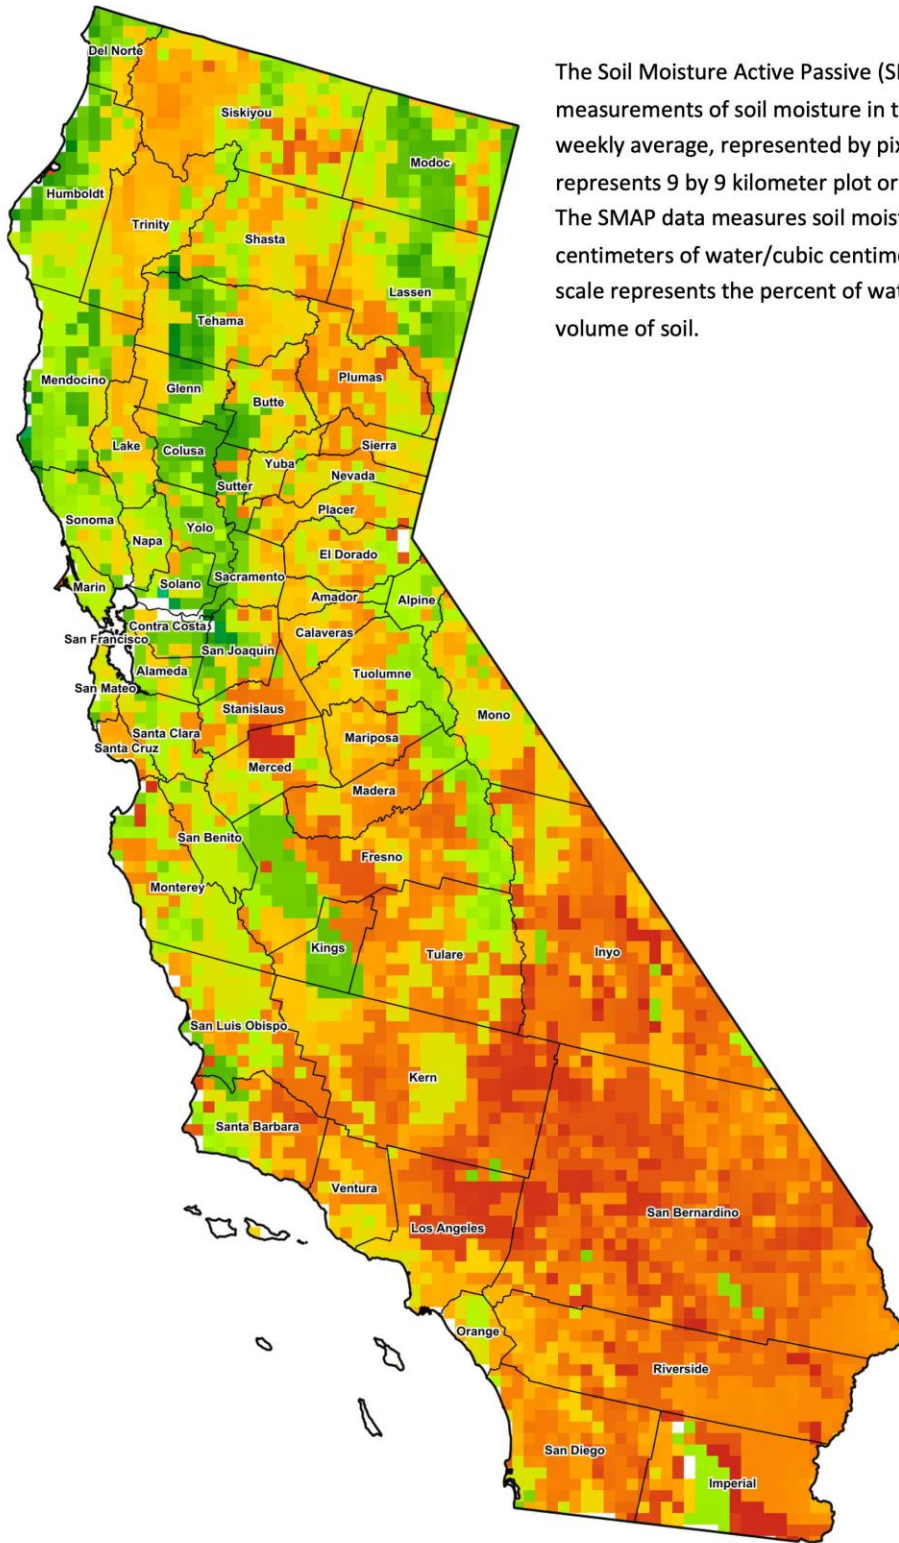 The Soil Moisture Active Passive
measurements of soil moisture in
weekly average, represented by
represents 9 by 9 kilometer plot or
The SMAP data measures soil
centimeters of water/cubic
scale represents the percent of
volume of soil.
Del Norte
Siskiyou
Modoc
Humboldt
Trinity
Shasta
Lassen
Tehama
Mendocino
Glenn
Plumas
Butte
Lake
Colusa
Sierra
Yuba
Nevada
Sutter
Placer
Sonoma
Yolo
Napa
El Dorado
Solano
Sacramento
Marin
Amador
Alpine
Contra Costa
Calaveras
San Francisco
San Joaquin
Alameda
Tuolumne
San Mateo
Stanislaus
Mono
Santa Clara
Mariposa
Santa Cruz
Merced
Madera
San Benito
Fresno
Monterey
Kings
Tulare
Inyo
San Luis Obispo
Kern
Santa Barbara
Ventura
San Bernardino
Los Angeles
Orange
Riverside
San Diego
Imperial